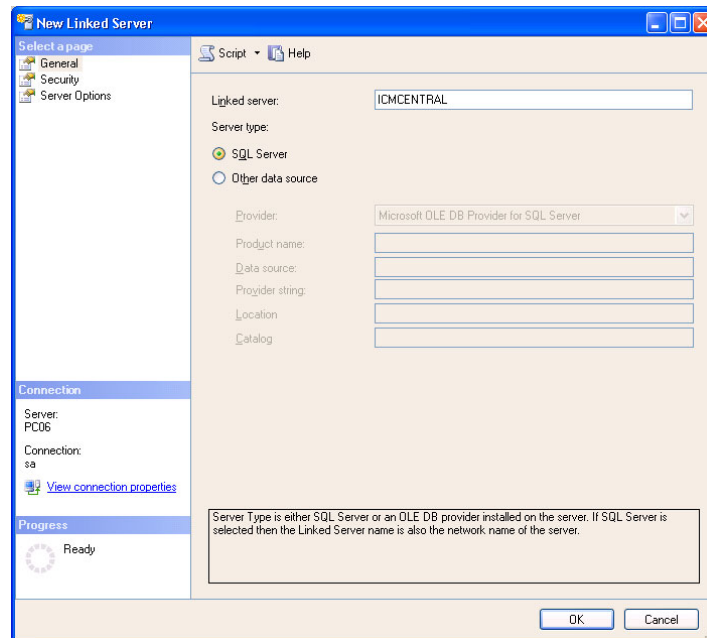 New Linked Server
Select a page
General
Security
Server Options
Script Help
Linked server: ICMCENTRAL
Server type:
SQL Server
Other data source
Provider: Microsoft OLE DB Provider for SQL Server
Product name:
Data source:
Provider string:
Location
Catalog
Connection
Server:
PC06
Connection:
sa
View connection properties
Progress
Ready
Server Type is either SQL Server or an OLE DB provider installed on the server. If SQL Server is
selected then the Linked Server name is also the network name of the server.
OK Cancel